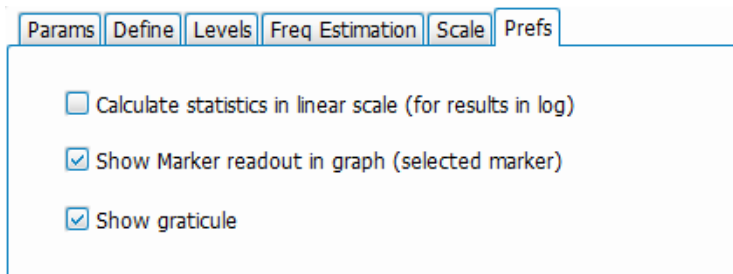 Params Define Levels Freq Estimation Scale Prefs
Calculate statistics in linear scale (for results in log)
Show Marker readout in graph (selected marker)
Show graticule